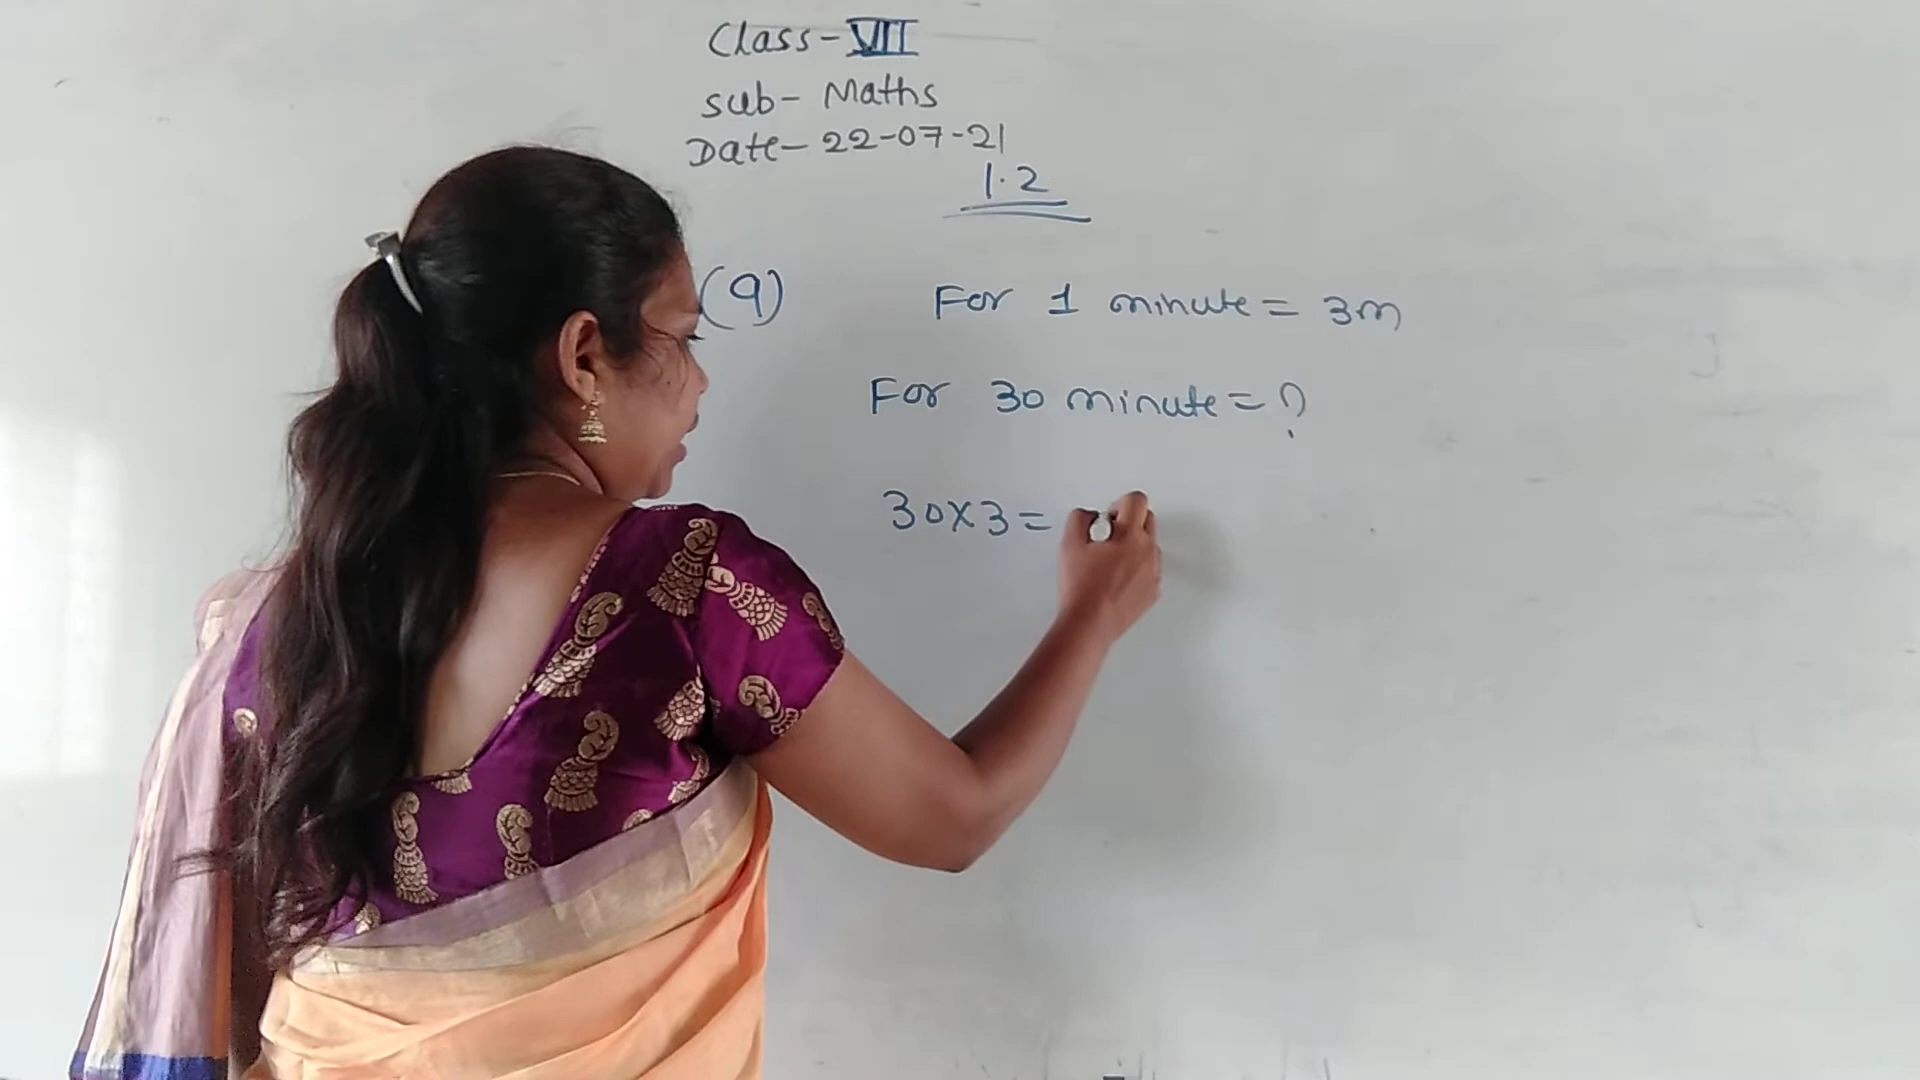 Class-VII
Sub- Maths
Date- 22-07-21
1.2
(9) For 1 minute = 3m
For 30 minute = ?
30x3=